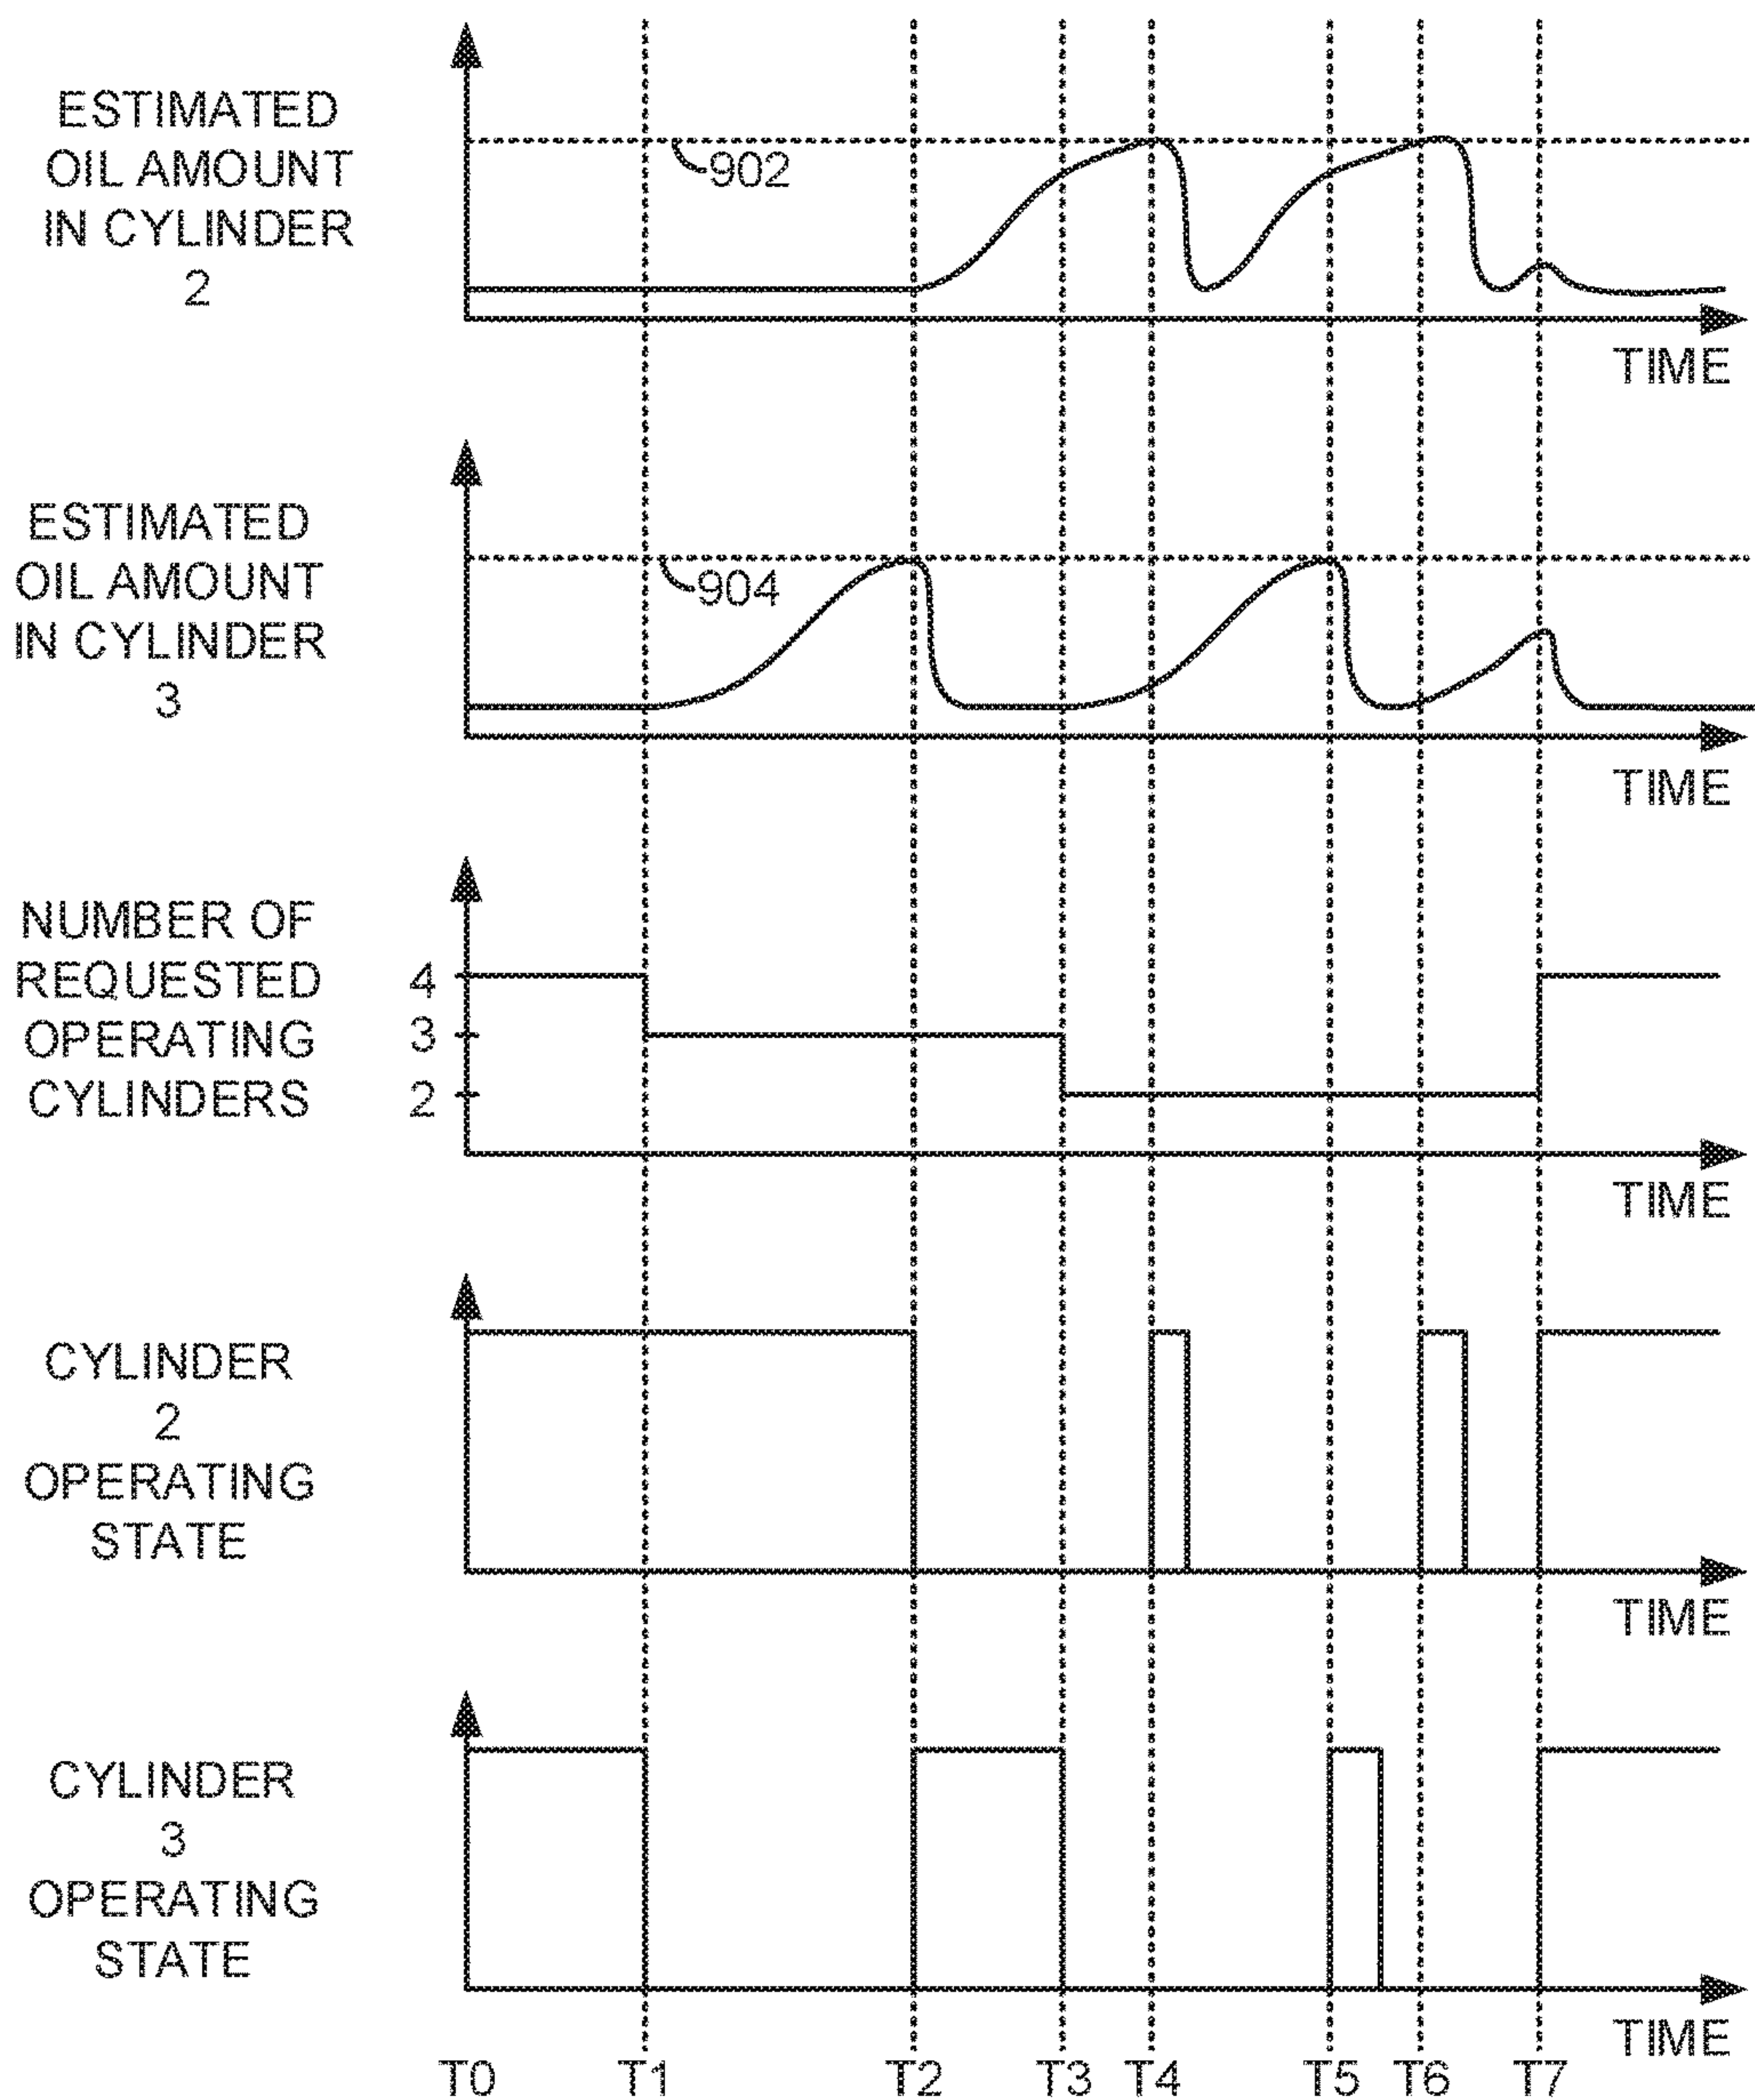 ESTIMATED
OIL AMOUNT
IN CYLINDER
2
902
TIME
ESTIMATED
OIL AMOUNT
IN CYLINDER
3
904
TIME
NUMBER OF
REQUESTED
OPERATING
CYLINDERS
4
3
2
TIME
CYLINDER
2
OPERATING
STATE
TIME
CYLINDER
3
OPERATING
STATE
TIME
T0 T1 T2 T3 T4 T5 T6 T7